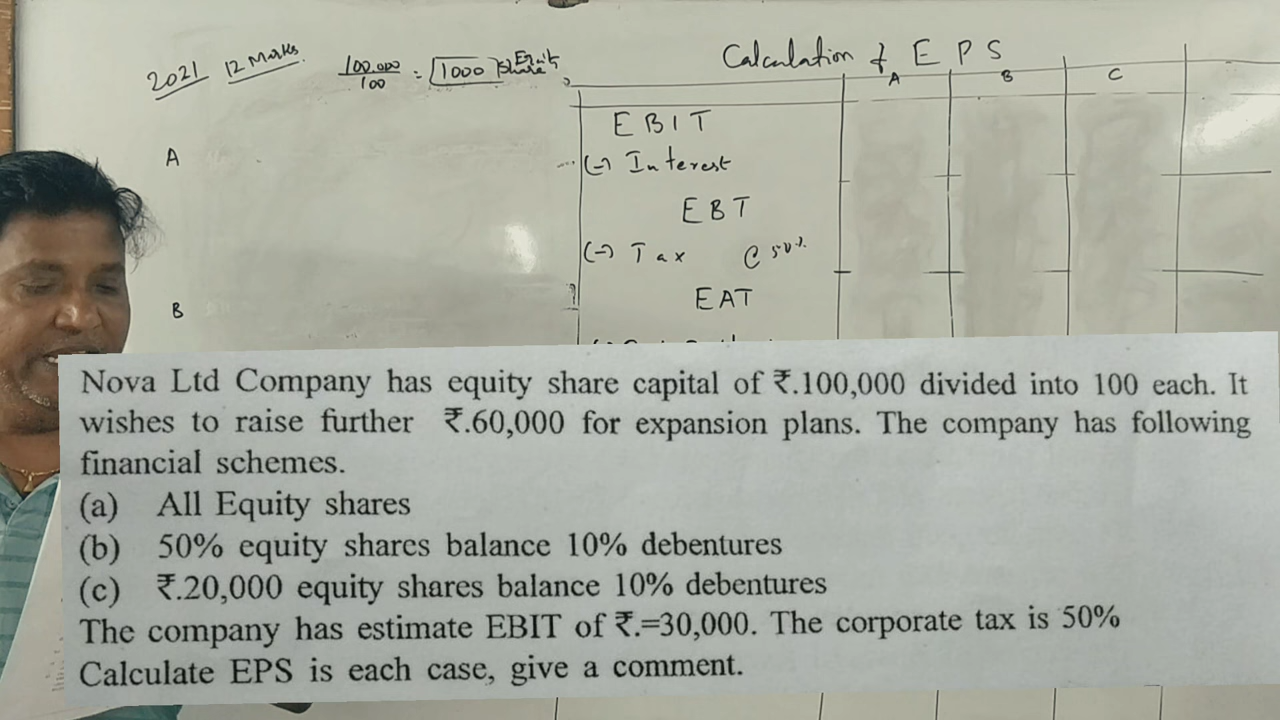 2021 12 Marks
100,000
100
= 1000 Equity
Share
Calculation of E P S
A B C
E B I T
(-) Interest
E B T
(-) Tax @ 50%
EAT
A
B
Nova Ltd Company has equity share capital of ₹.100,000 divided into 100 each. It
wishes to raise further ₹.60,000 for expansion plans. The company has following
financial schemes.
(a) All Equity shares
(b) 50% equity shares balance 10% debentures
(c) ₹.20,000 equity shares balance 10% debentures
The company has estimate EBIT of ₹.=30,000. The corporate tax is 50%
Calculate EPS is each case, give a comment.